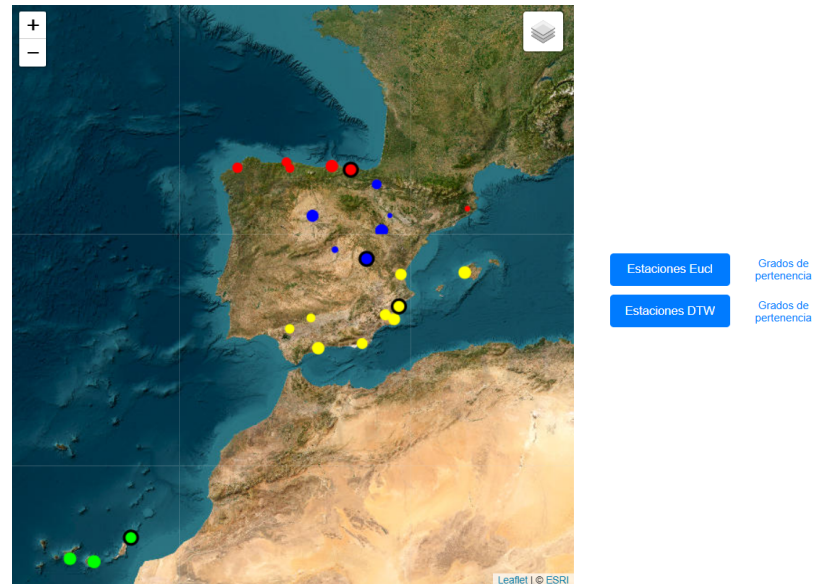 +
−
Estaciones Eucl
Grados de
pertenencia
Estaciones DTW
Grados de
pertenencia
Leaflet | © ESRI